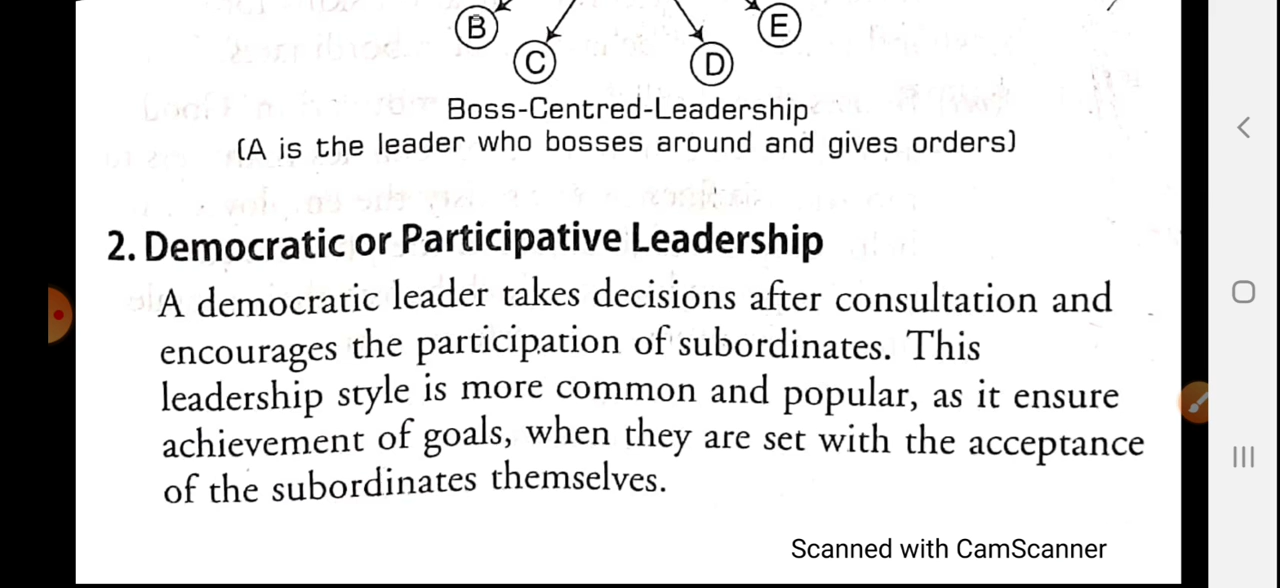 B
E
C
D
Boss-Centred-Leadership
(A is the leader who bosses around and gives orders)
2. Democratic or Participative Leadership
A democratic leader takes decisions after consultation and
encourages the participation of subordinates. This
leadership style is more common and popular, as it ensure
achievement of goals, when they are set with the acceptance
of the subordinates themselves.
Scanned with CamScanner